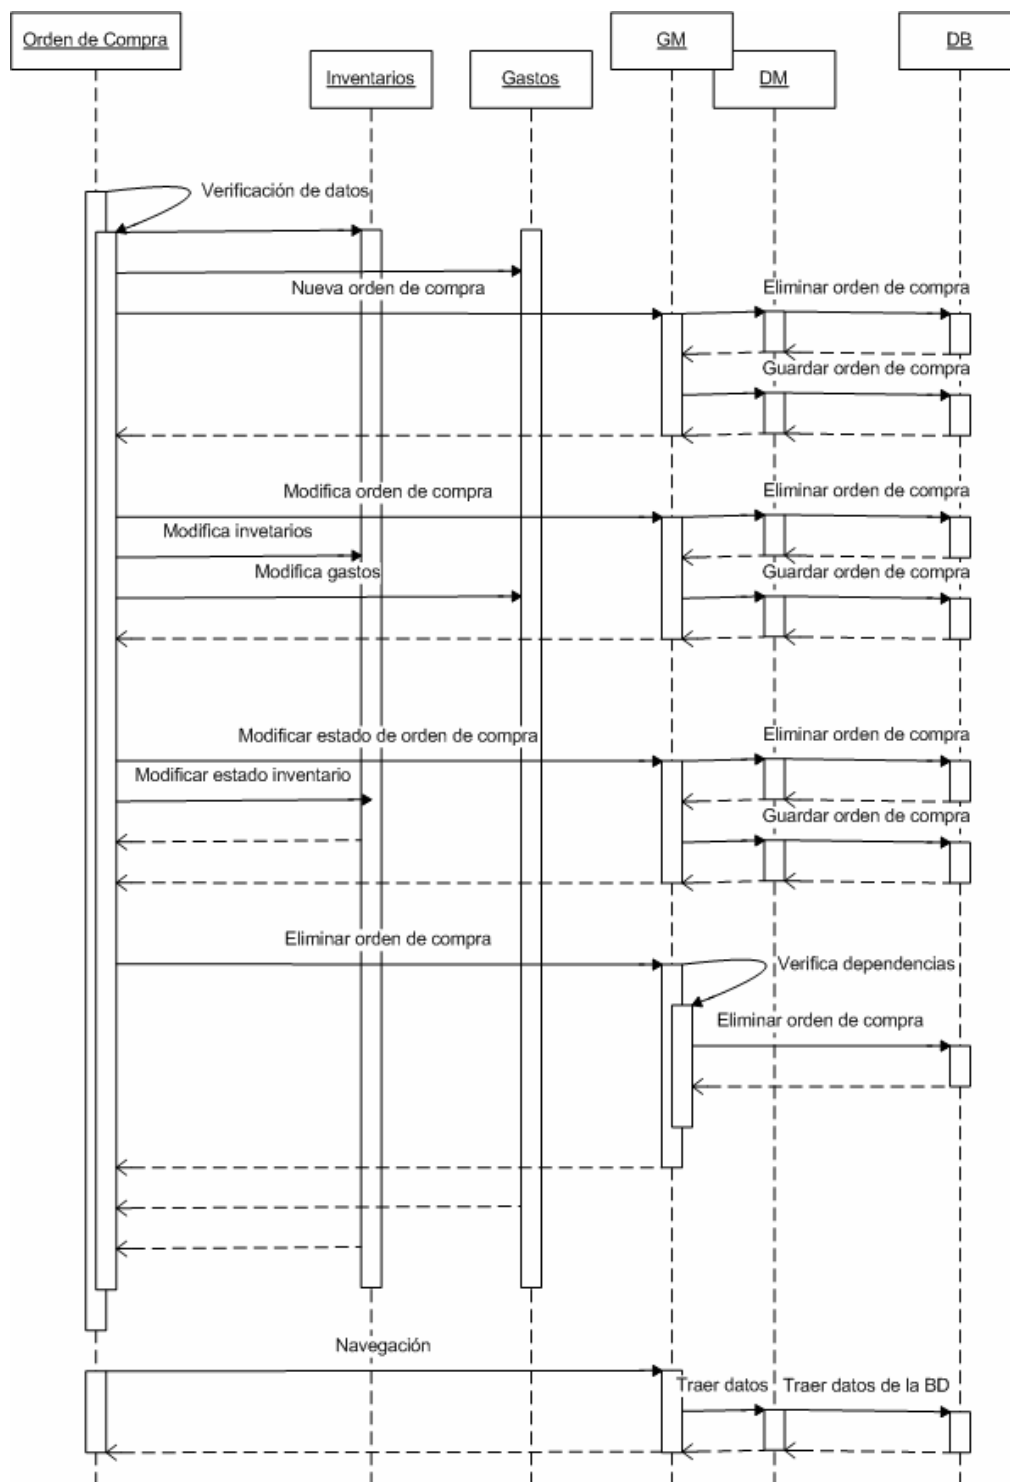 Orden de Compra
GM
DB
Inventarios
Gastos
DM
Verificación de datos
Nueva orden de compra
Eliminar orden de compra
Guardar orden de compra
Modifica orden de compra
Eliminar orden de compra
Modifica invetarios
Modifica gastos
Guardar orden de compra
Modificar estado de orden de compra
Eliminar orden de compra
Modificar estado inventario
Guardar orden de compra
Eliminar orden de compra
Verifica dependencias
Eliminar orden de compra
Navegación
Traer datos
Traer datos de la BD